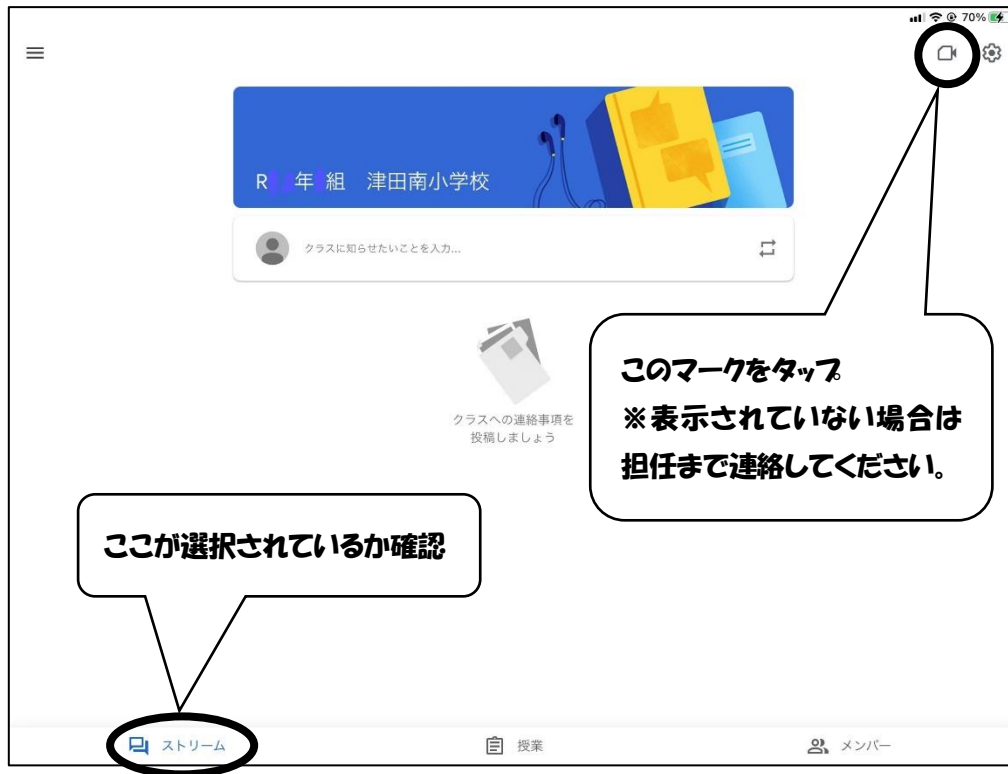 70%
R 年 組 津田南小学校
クラスに知らせたいことを入力...
クラスへの連絡事項を
投稿しましょう
このマークをタップ
※表示されていない場合は
担任まで連絡してください。
ここが選択されているか確認
ストリーム
授業
メンバー